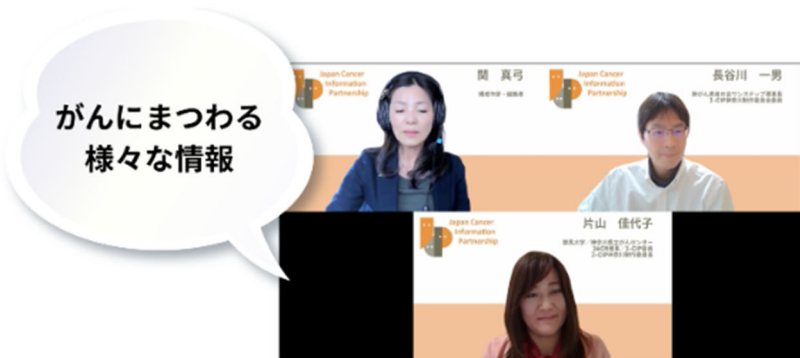 がんにまつわる
様々な情報
Japan Cancer
Information
Partnership
関　真弓
Japan Cancer
Information
Partnership
長谷川　一男
Japan Cancer
Information
Partnership
片山　佳代子